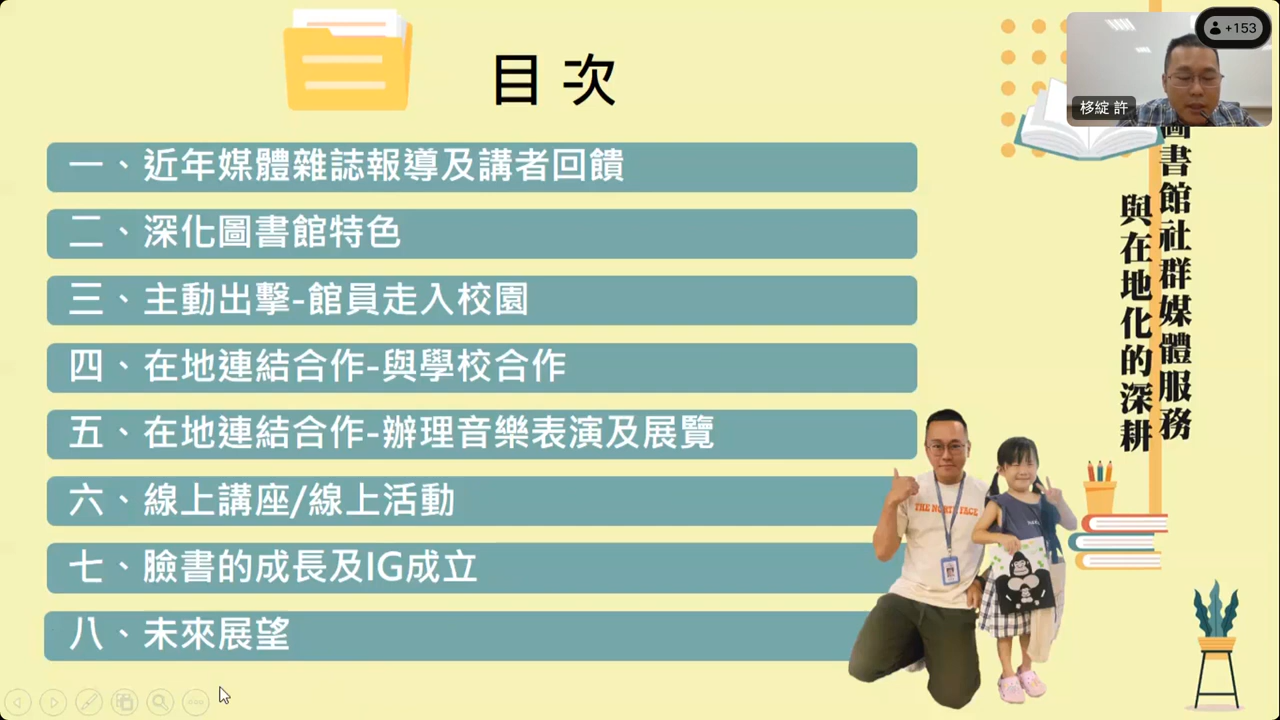 目次
一、近年媒體雜誌報導及講者回饋
二、深化圖書館特色
三、主動出擊-館員走入校園
四、在地連結合作-與學校合作
五、在地連結合作-辦理音樂表演及展覽
六、線上講座/線上活動
七、臉書的成長及IG成立
八、未來展望
+153
移綻 許
圖書館社群媒體服務
與在地化的深耕
THE NORTH FACE